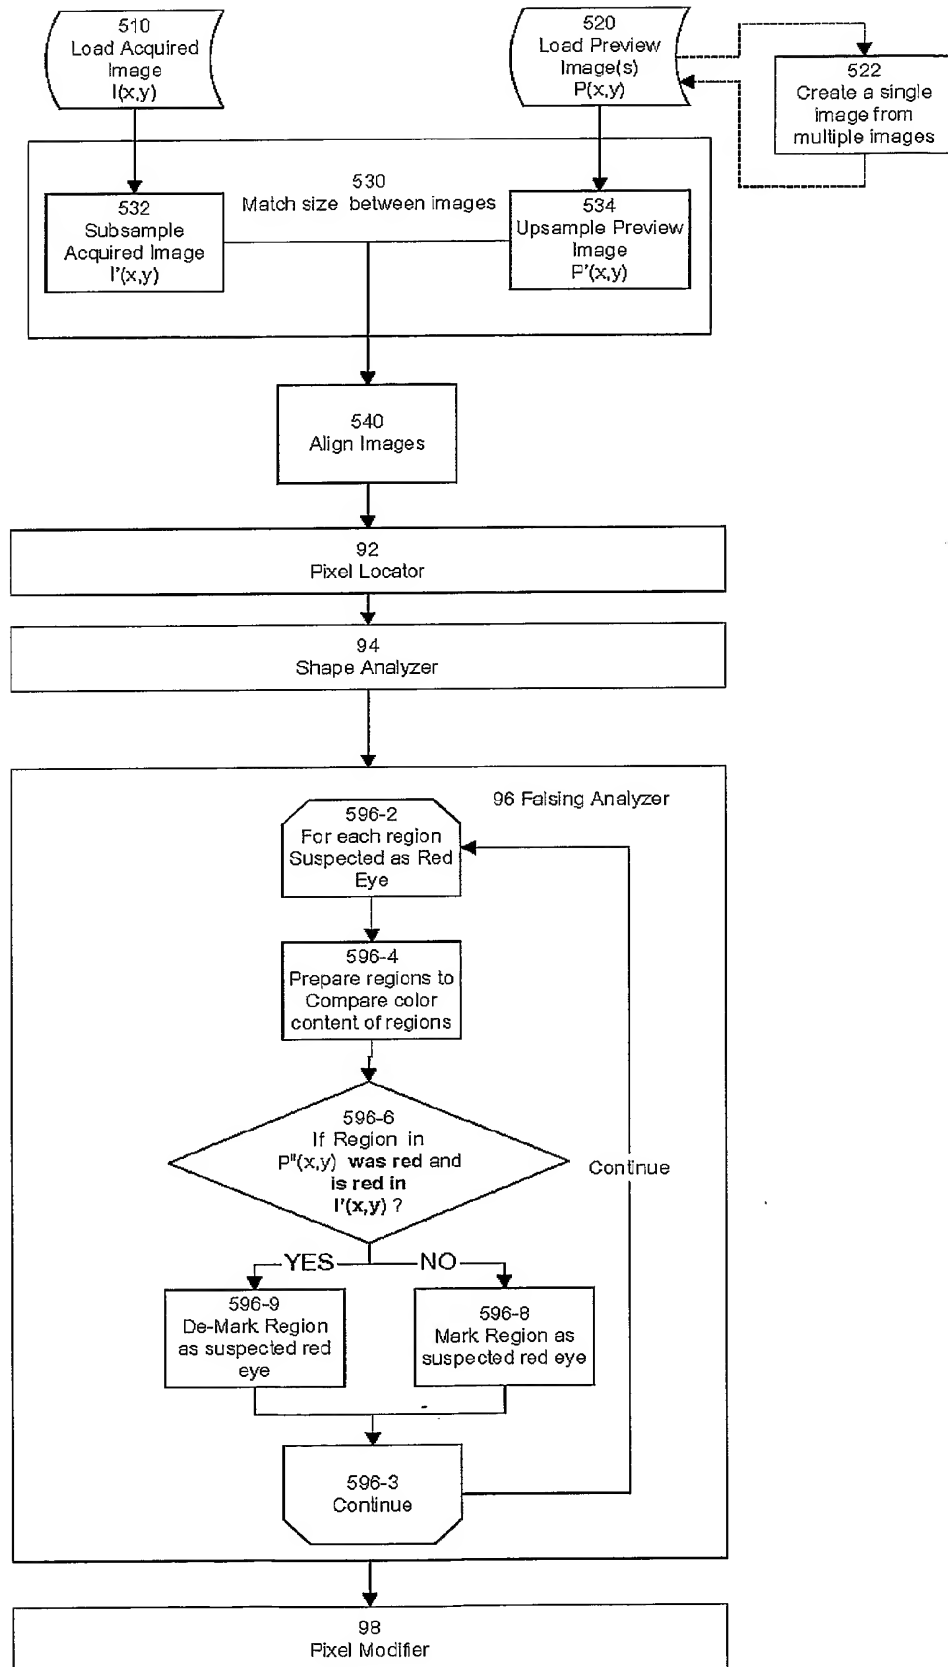 510
Load Acquired
Image
I(x,y)
520
Load Preview
Image(s)
P(x,y)
522
Create a single
image from
multiple images
530
Match size between images
532
Subsample
Acquired Image
I'(x,y)
534
Upsample Preview
Image
P'(x,y)
540
Align Images
92
Pixel Locator
94
Shape Analyzer
96 Falsing Analyzer
596-2
For each region
Suspected as Red
Eye
596-4
Prepare regions to
Compare color
content of regions
596-6
If Region in
P"(x,y) was red and
is red in
I'(x,y) ?
Continue
YES
NO
596-9
De-Mark Region
as suspected red
eye
596-8
Mark Region as
suspected red eye
596-3
Continue
98
Pixel Modifier